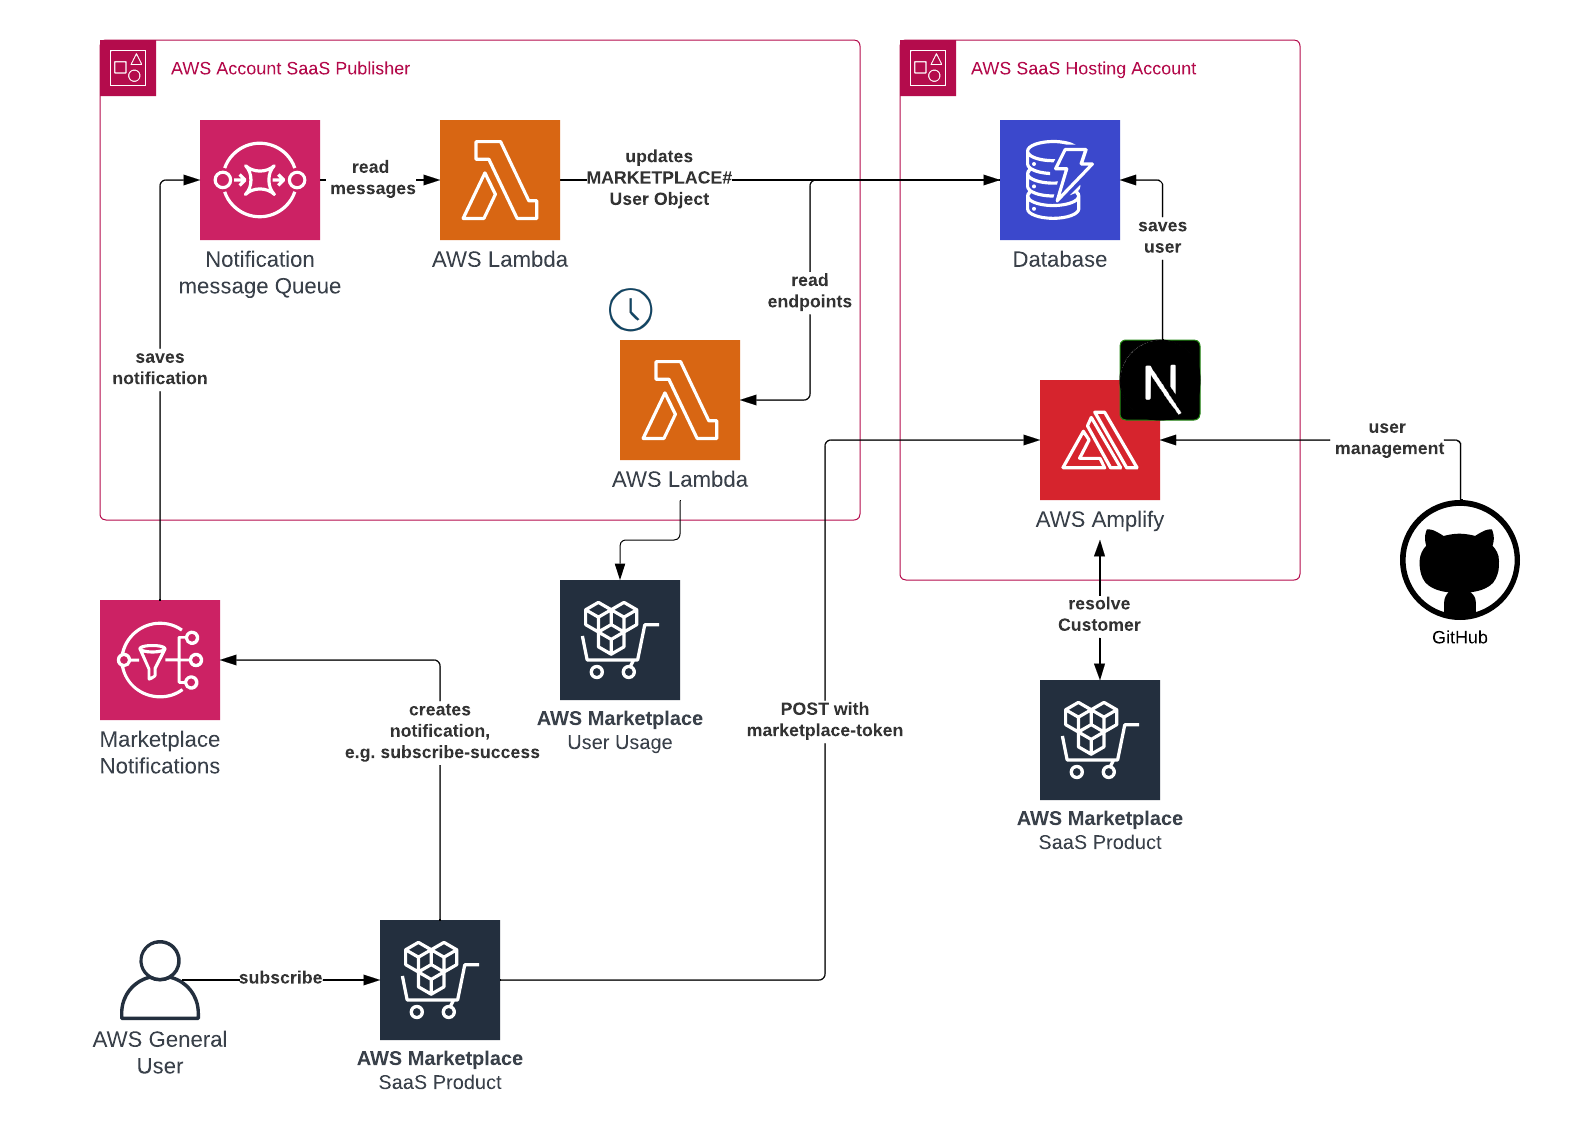 AWS Account SaaS Publisher
AWS SaaS Hosting Account
read
messages
updates
MARKETPLACE#
User Object
saves
user
Notification
message Queue
AWS Lambda
Database
read
endpoints
saves
notification
AWS Lambda
user
management
AWS Amplify
resolve
Customer
GitHub
creates
notification,
e.g. subscribe-success
AWS Marketplace
User Usage
POST with
marketplace-token
Marketplace
Notifications
AWS Marketplace
SaaS Product
subscribe
AWS General
User
AWS Marketplace
SaaS Product